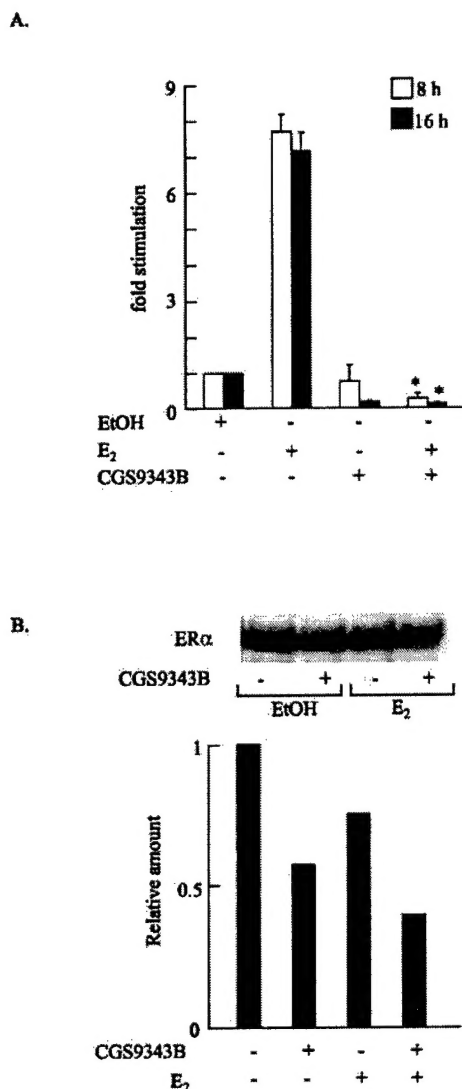 A.
9
6
3
0
fold stimulation
8 h
16 h
* *
EtOH + - - -
E₂ - + - +
CGS9343B - - + +
B.
ERα
CGS9343B - + - +
EtOH E₂
1
0.5
0
Relative amount
CGS9343B - + - +
E₂ - - + +